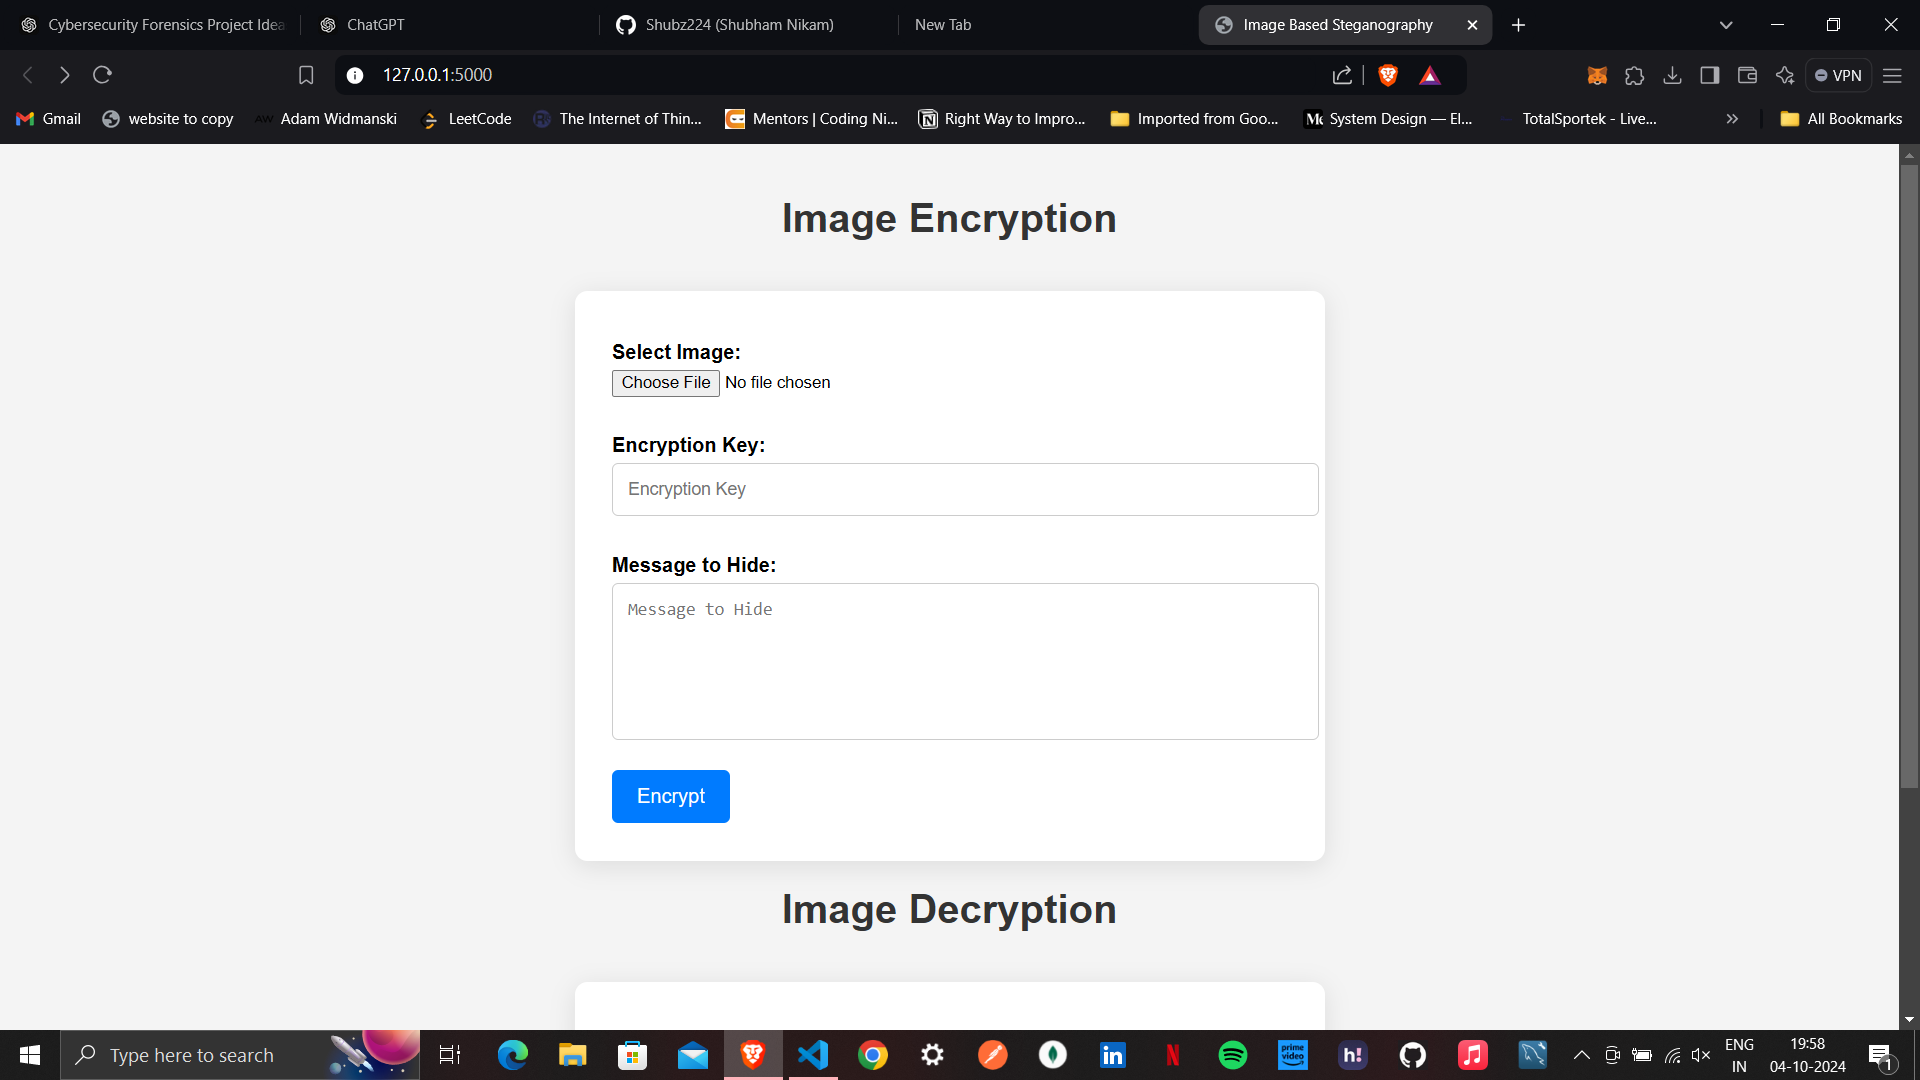 Cybersecurity Forensics Project Idea
ChatGPT
Shubz224 (Shubham Nikam)
New Tab
Image Based Steganography
127.0.0.1:5000
VPN
Gmail
website to copy
AW
Adam Widmanski
LeetCode
The Internet of Thin...
Mentors | Coding Ni...
Right Way to Impro...
Imported from Goo...
System Design — El...
TotalSportek - Live...
All Bookmarks
Image Encryption
Select Image:
Choose File No file chosen
Encryption Key:
Encryption Key
Message to Hide:
Message to Hide
Encrypt
Image Decryption
Type here to search
prime video
h!
ENG
IN
19:58
04-10-2024
1